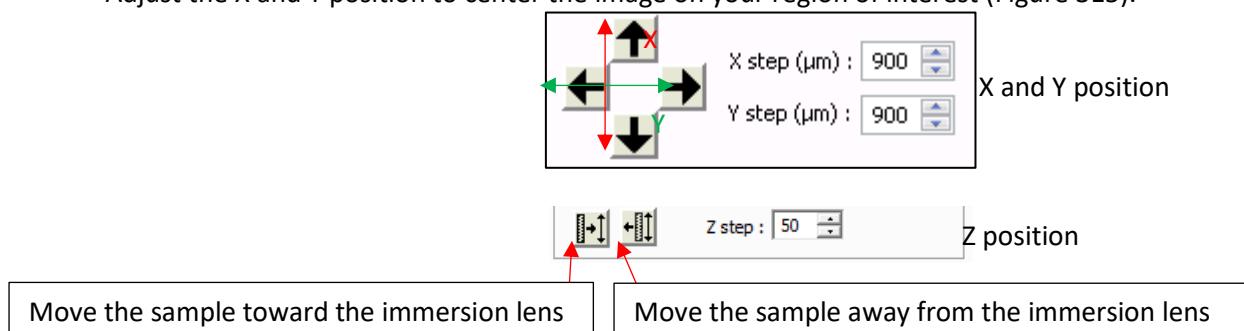 Adjust the X and Y position to center the image on your region of interest (Figure S13).
X
X step (µm) : 900
X and Y position
Y step (µm) : 900
Y
Z step : 50
Z position
Move the sample toward the immersion lens
Move the sample away from the immersion lens